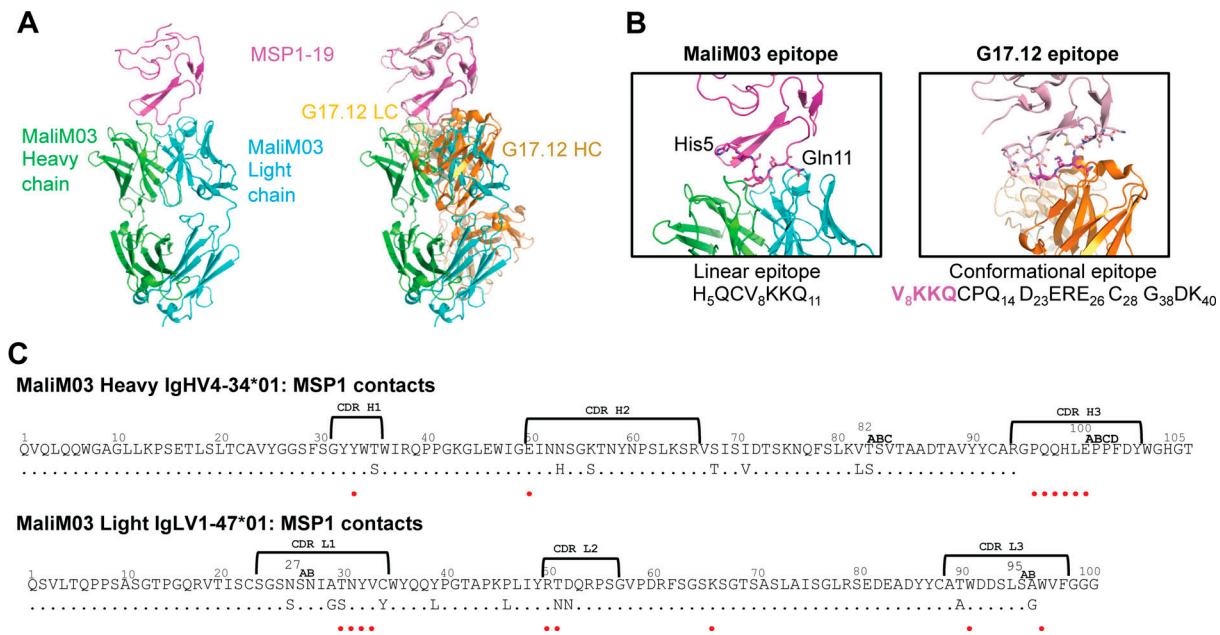 A
MSP1-19
G17.12 LC
G17.12 HC
MaliM03
Heavy
chain
MaliM03
Light
chain
B
MaliM03 epitope
His5
Gln11
Linear epitope
H5QCV8KKQ11
G17.12 epitope
Conformational epitope
V8KKQCPQ14 D23ERE26 C28 G38DK40
C
MaliM03 Heavy IgHV4-34*01: MSP1 contacts
CDR H1 CDR H2 CDR H3
1 10 20 30 40 50 60 70 82 ABC 90 100 ABCD 105
QVQLQQWGAGLLKPSETLSLTCAVYGGSFSGYYWTWIRQPPGKGLEWIGEINNSGKTNYNPSLKSRVSISIDTSKNQFSLKVTSVTAADTAVYYCARGPQQHLEPPPFDYWGHGT
..................................S.................H..S...........S..V..........LS..............
MaliM03 Light IgLV1-47*01: MSP1 contacts
CDR L1 CDR L2 CDR L3
1 10 20 27 AB 30 40 50 60 70 80 90 95 AB 100
QSVLTQPPSASGTPGQRVTISCSGSNSNIATNYVCWYQQYPGTAPKPLIYRTDQRPSGVPDRFSGSKSGTSASLAISGLRSEDEADYYCATWDDSLSAWVFGGG
.........................S...GS...Y....L......L....NN.....................................A......G......